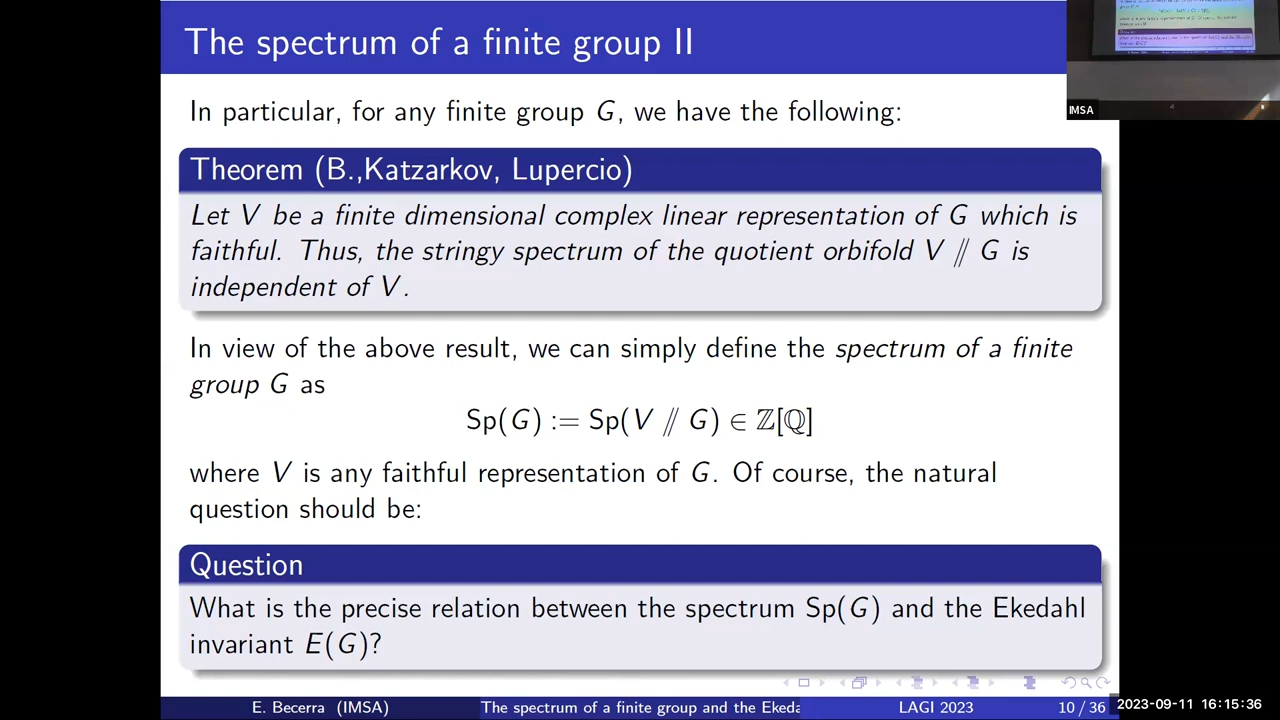 The spectrum of a finite group II
IMSA
In particular, for any finite group G, we have the following:
Theorem (B.,Katzarkov, Lupercio)
Let V be a finite dimensional complex linear representation of G which is
faithful. Thus, the stringy spectrum of the quotient orbifold V // G is
independent of V.
In view of the above result, we can simply define the spectrum of a finite
group G as
Sp(G) := Sp(V // G) ∈ ℤ[ℚ]
where V is any faithful representation of G. Of course, the natural
question should be:
Question
What is the precise relation between the spectrum Sp(G) and the Ekedahl
invariant E(G)?
E. Becerra (IMSA) The spectrum of a finite group and the Ekeda LAGI 2023 10 / 36
2023-09-11 16:15:36